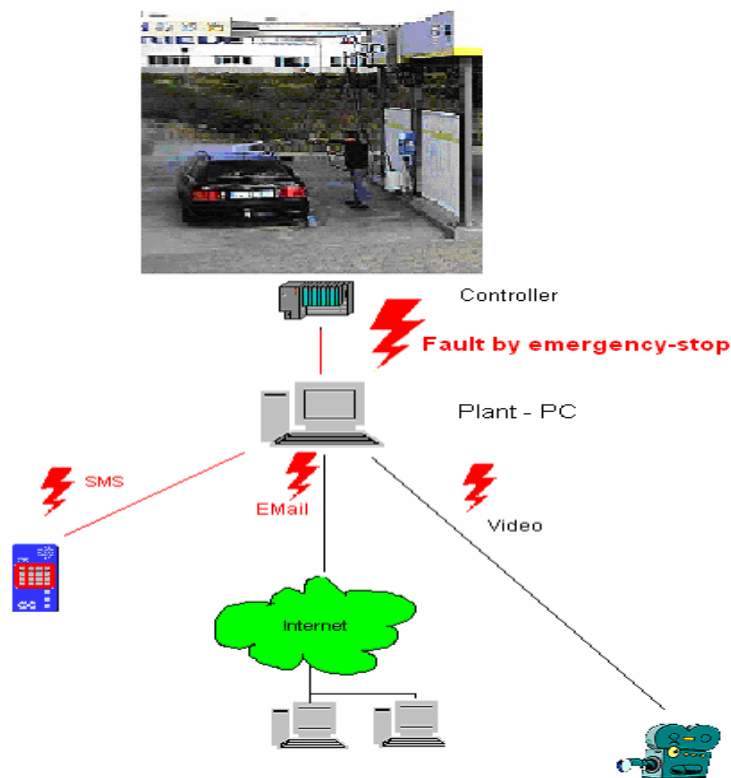 Controller
Fault by emergency-stop
Plant - PC
SMS
EMail
Video
Internet